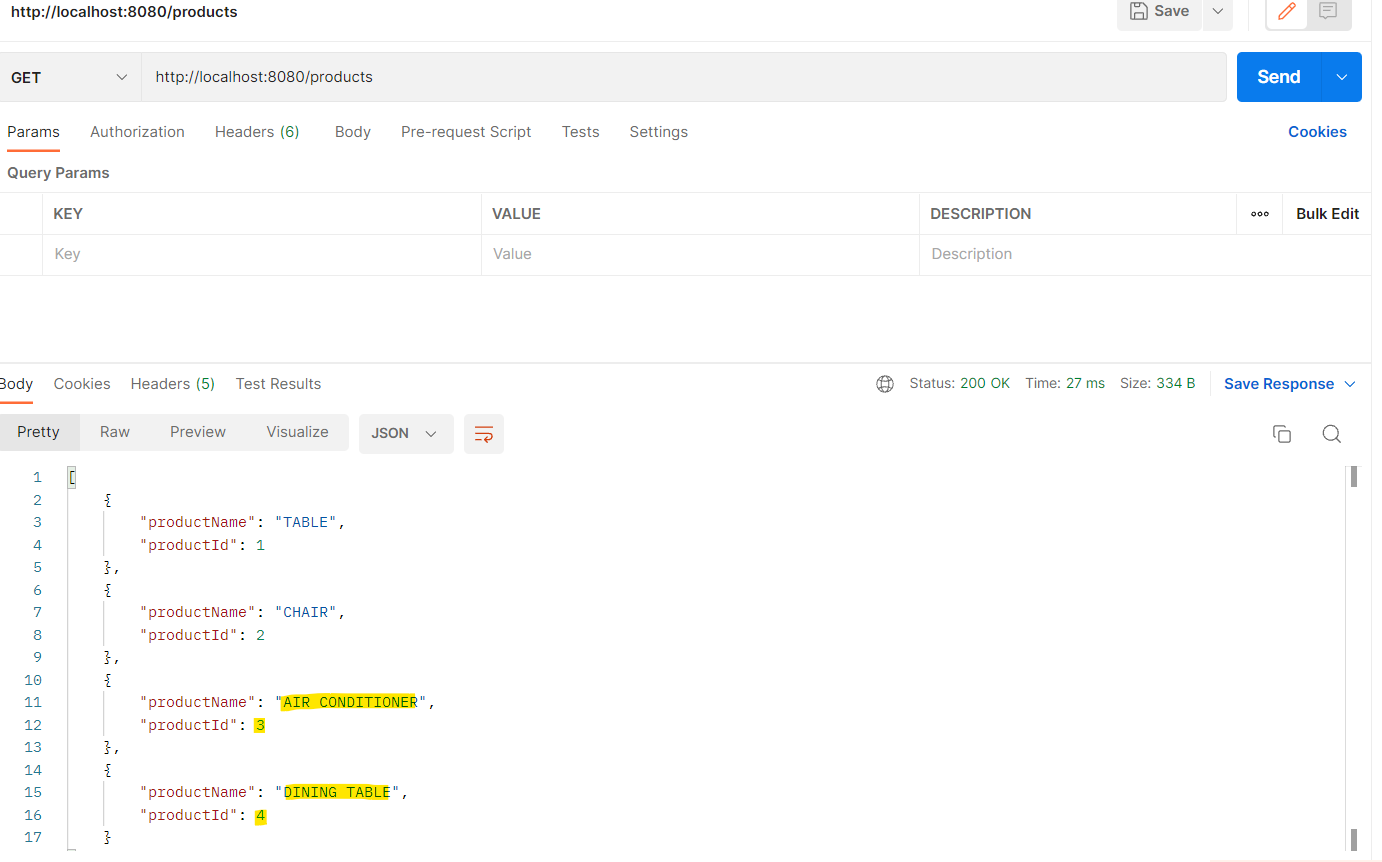 http://localhost:8080/products
Save
GET
http://localhost:8080/products
Send
Params Authorization Headers (6) Body Pre-request Script Tests Settings Cookies
Query Params
KEY VALUE DESCRIPTION ooo Bulk Edit
Key Value Description
Body Cookies Headers (5) Test Results Status: 200 OK Time: 27 ms Size: 334 B Save Response
Pretty Raw Preview Visualize JSON
1 [
2 {
3 "productName": "TABLE",
4 "productId": 1
5 },
6 {
7 "productName": "CHAIR",
8 "productId": 2
9 },
10 {
11 "productName": "AIR CONDITIONER",
12 "productId": 3
13 },
14 {
15 "productName": "DINING TABLE",
16 "productId": 4
17 }